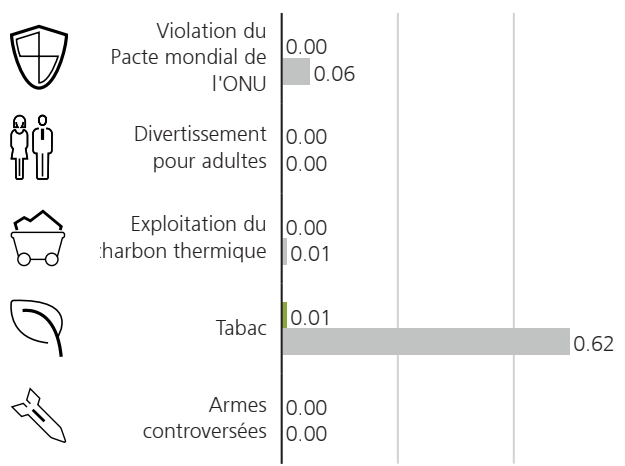 Violation du
Pacte mondial de
l'ONU
0.00
0.06
Divertissement
pour adultes
0.00
0.00
Exploitation du
harbon thermique
0.00
0.01
Tabac
0.01
0.62
Armes
controversées
0.00
0.00